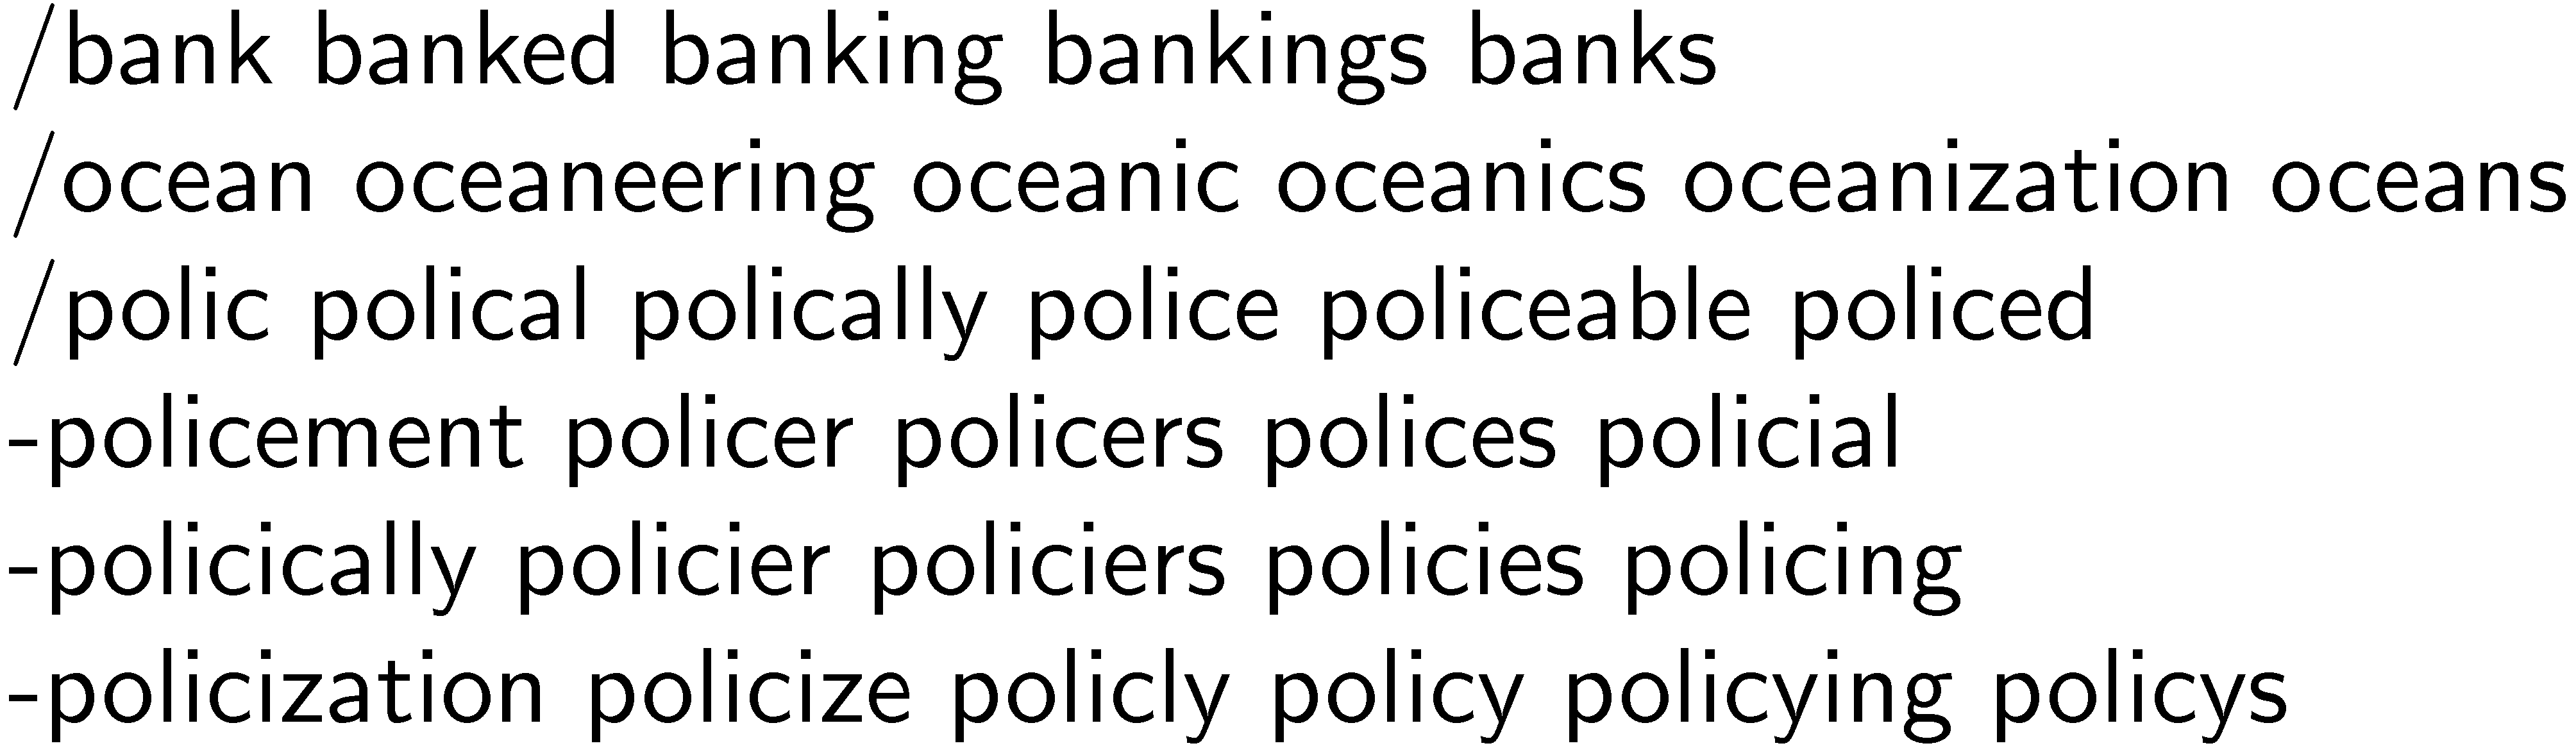 /bank banked banking bankings banks
/ocean oceaneering oceanic oceanics oceanization oceans
/polic polical polically police policeable policed
-policement policer policers polices policial
-policically policier policiers policies policing
-policization policize policly policy policying policys